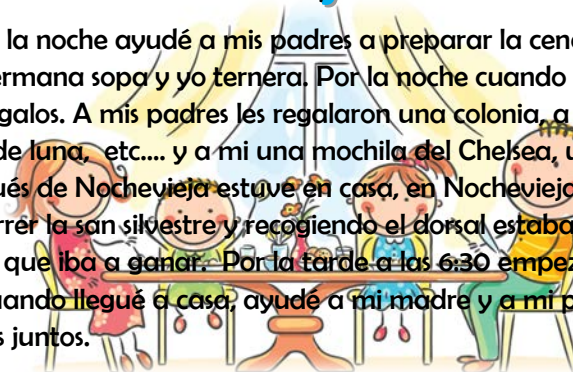 la noche ayudé a mis padres a preparar la cen
ermana sopa y yo ternera. Por la noche cuando
galos. A mis padres les regalaron una colonia, a
de luna, etc.... y a mi una mochila del Chelsea, u
ués de Nochevieja estuve en casa, en Nochevieja
rrer la san silvestre y recogiendo el dorsal estaba
que iba a ganar. Por la tarde a las 6:30 empez
uando llegué a casa, ayudé a mi madre y a mi p
s juntos.